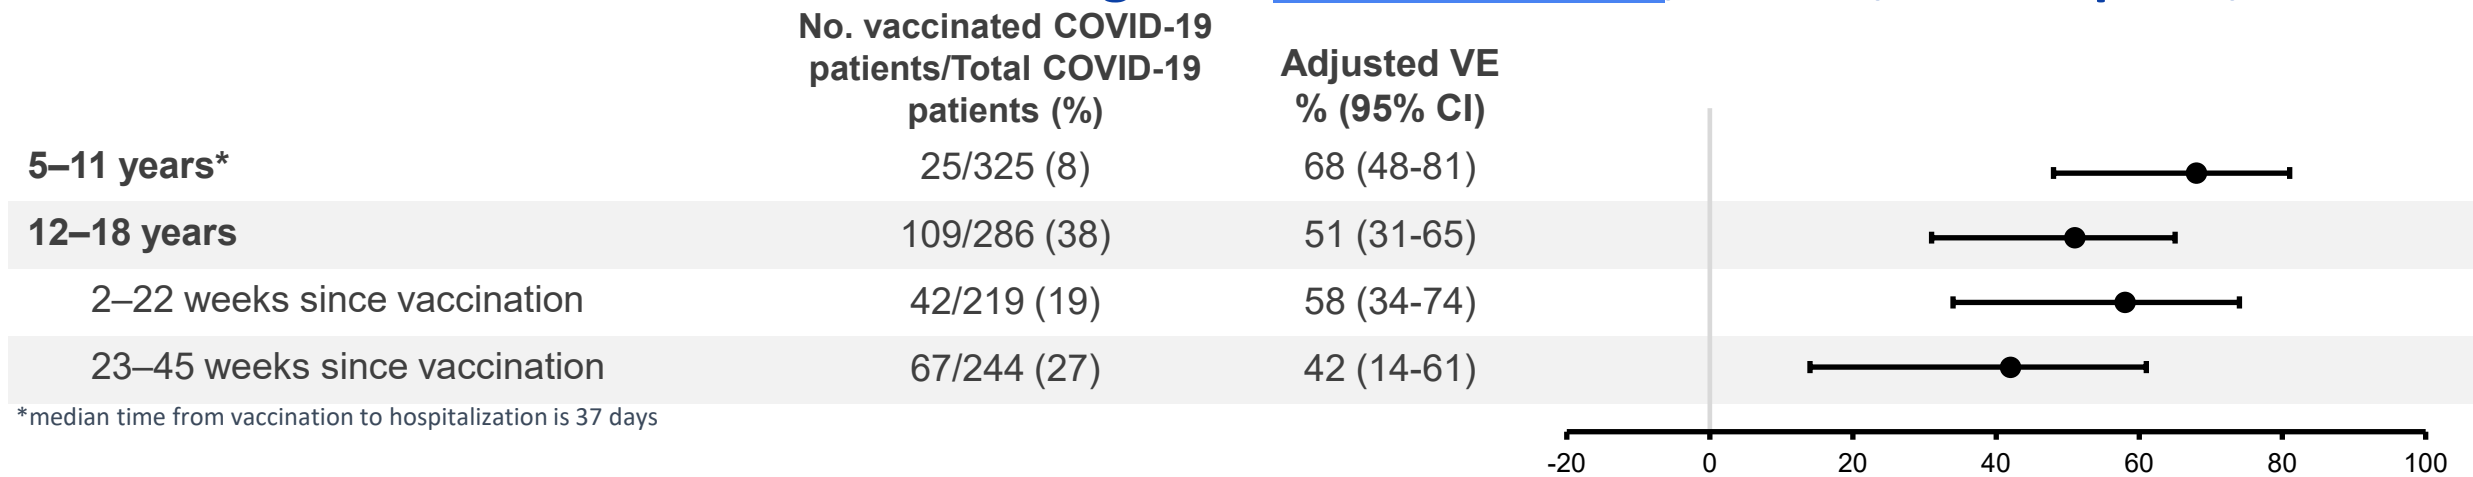 No. vaccinated COVID-19
patients/Total COVID-19
patients (%)
Adjusted VE
% (95% CI)
5–11 years* 25/325 (8) 68 (48-81)
12–18 years 109/286 (38) 51 (31-65)
2–22 weeks since vaccination 42/219 (19) 58 (34-74)
23–45 weeks since vaccination 67/244 (27) 42 (14-61)
*median time from vaccination to hospitalization is 37 days
-20 0 20 40 60 80 100